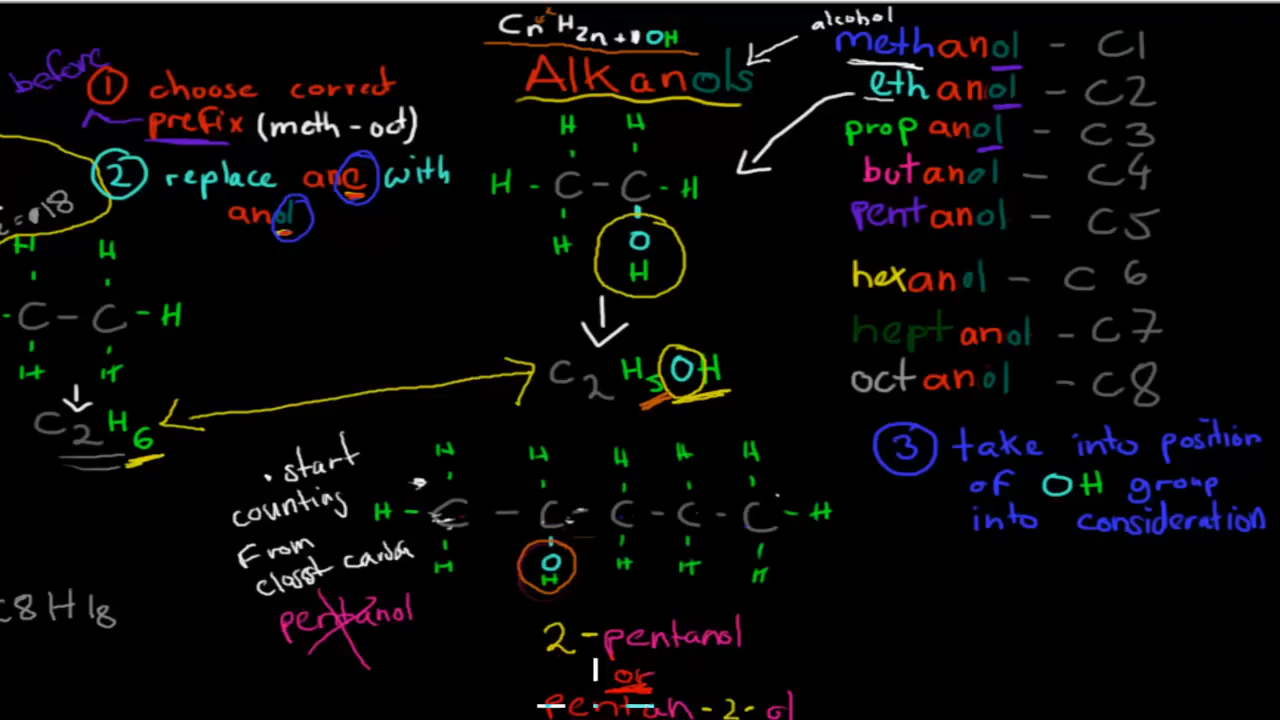 before
① choose correct
prefix (meth - oct)
② replace ane with
anol
18
H H
C - C - H
H H
C2H6
C8H18
CnH2n+1OH
alcohol
Alkanols
H H
H - C - C - H
H O
H
C2H5OH
methanol - C1
ethanol - C2
propanol - C3
butanol - C4
pentanol - C5
hexanol - C6
heptanol - C7
octanol - C8
③ take into position
of OH group
into consideration
• start
counting
From
closst
pentanol
H H H H H
H - C - C - C - C - C - H
H O H H H
H
2-pentanol
or
pentan-2-ol